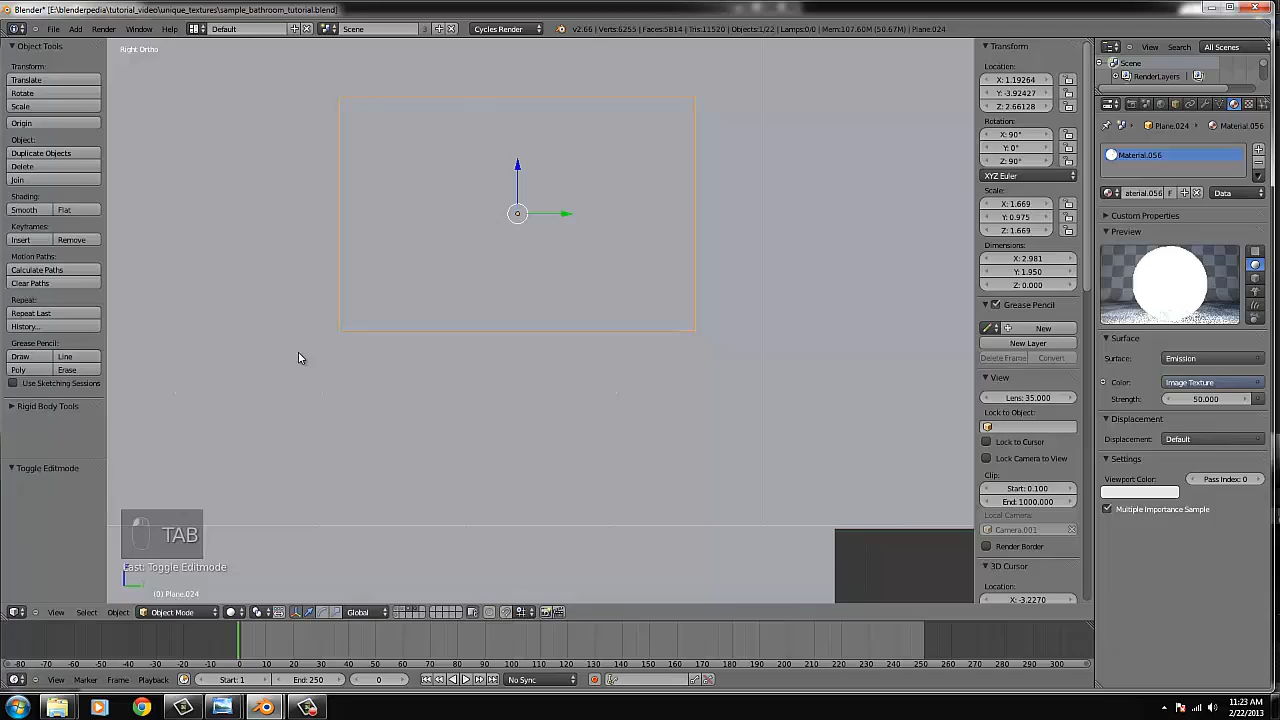 Blender* [E:\blenderpedia\tutorial_video\unique_textures\sample_bathroom_tutorial.blend]
File Add Render Window Help Default Scene 3 Cycles Render v2.66 | Verts:6255 | Faces:5814 | Tris:11520 | Objects:1/22 | Lamps:0/0 | Mem:107.60M (50.67M) | Plane.024
View Search All Scenes
Object Tools
Right Ortho
Transform
Scene
RenderLayers
Transform:
Translate
Rotate
Scale
Origin
Object:
Duplicate Objects
Delete
Join
Shading:
Smooth Flat
Keyframes:
Insert Remove
Motion Paths:
Calculate Paths
Clear Paths
Repeat:
Repeat Last
History...
Grease Pencil:
Draw Line
Poly Erase
Use Sketching Sessions
Rigid Body Tools
Toggle Editmode
TAB
Last: Toggle Editmode
(0) Plane.024
Location:
X: 1.19264
Y: -3.92427
Z: 2.66128
Rotation:
X: 90°
Y: 0°
Z: 90°
XYZ Euler
Scale:
X: 1.669
Y: 0.975
Z: 1.669
Dimensions:
X: 2.981
Y: 1.950
Z: 0.000
Grease Pencil
New
New Layer
Delete Frame Convert
View
Lens: 35.000
Lock to Object:
Lock to Cursor
Lock Camera to View
Clip:
Start: 0.100
End: 1000.000
Local Camera:
Camera.001
Render Border
3D Cursor
Location:
X: -3.2270
Plane.024 Material.056
Material.056
aterial.056 F Data
Custom Properties
Preview
Surface
Surface: Emission
Color: Image Texture
Strength: 50.000
Displacement
Displacement: Default
Settings
Viewport Color: Pass Index: 0
Multiple Importance Sample
View Select Object Object Mode Global
-80 -70 -60 -50 -40 -30 -20 -10 0 10 20 30 40 50 60 70 80 90 100 110 120 130 140 150 160 170 180 190 200 210 220 230 240 250 260 270 280 290 300
View Marker Frame Playback Start: 1 End: 250 0 No Sync
11:23 AM
2/22/2013